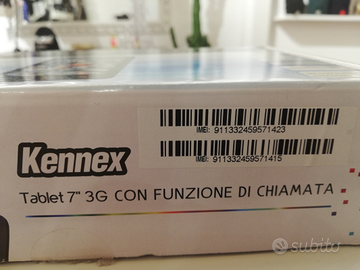 IMEI: 911332459571423
IMEI: 911332459571415
Kennex
Tablet 7" 3G CON FUNZIONE DI CHIAMATA
subito